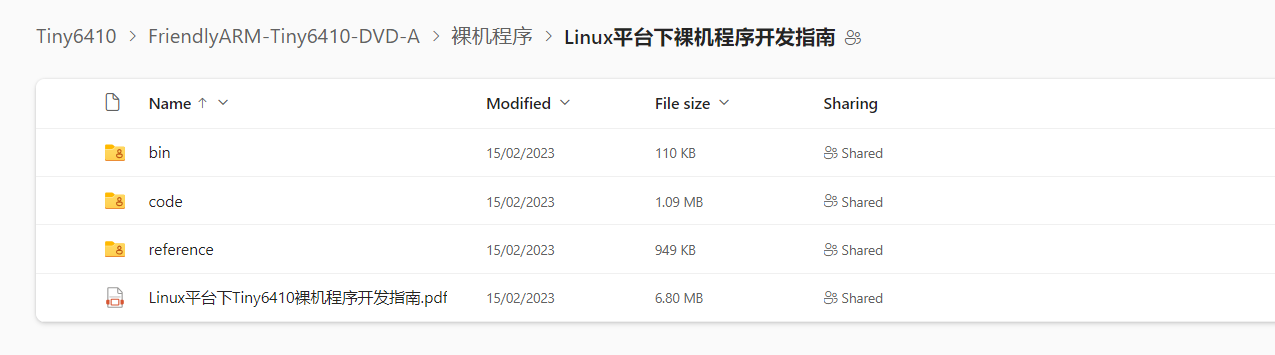 Tiny6410 > FriendlyARM-Tiny6410-DVD-A > 裸机程序 > Linux平台下裸机程序开发指南
Name Modified File size Sharing
bin 15/02/2023 110 KB Shared
code 15/02/2023 1.09 MB Shared
reference 15/02/2023 949 KB Shared
Linux平台下Tiny6410裸机程序开发指南.pdf 15/02/2023 6.80 MB Shared